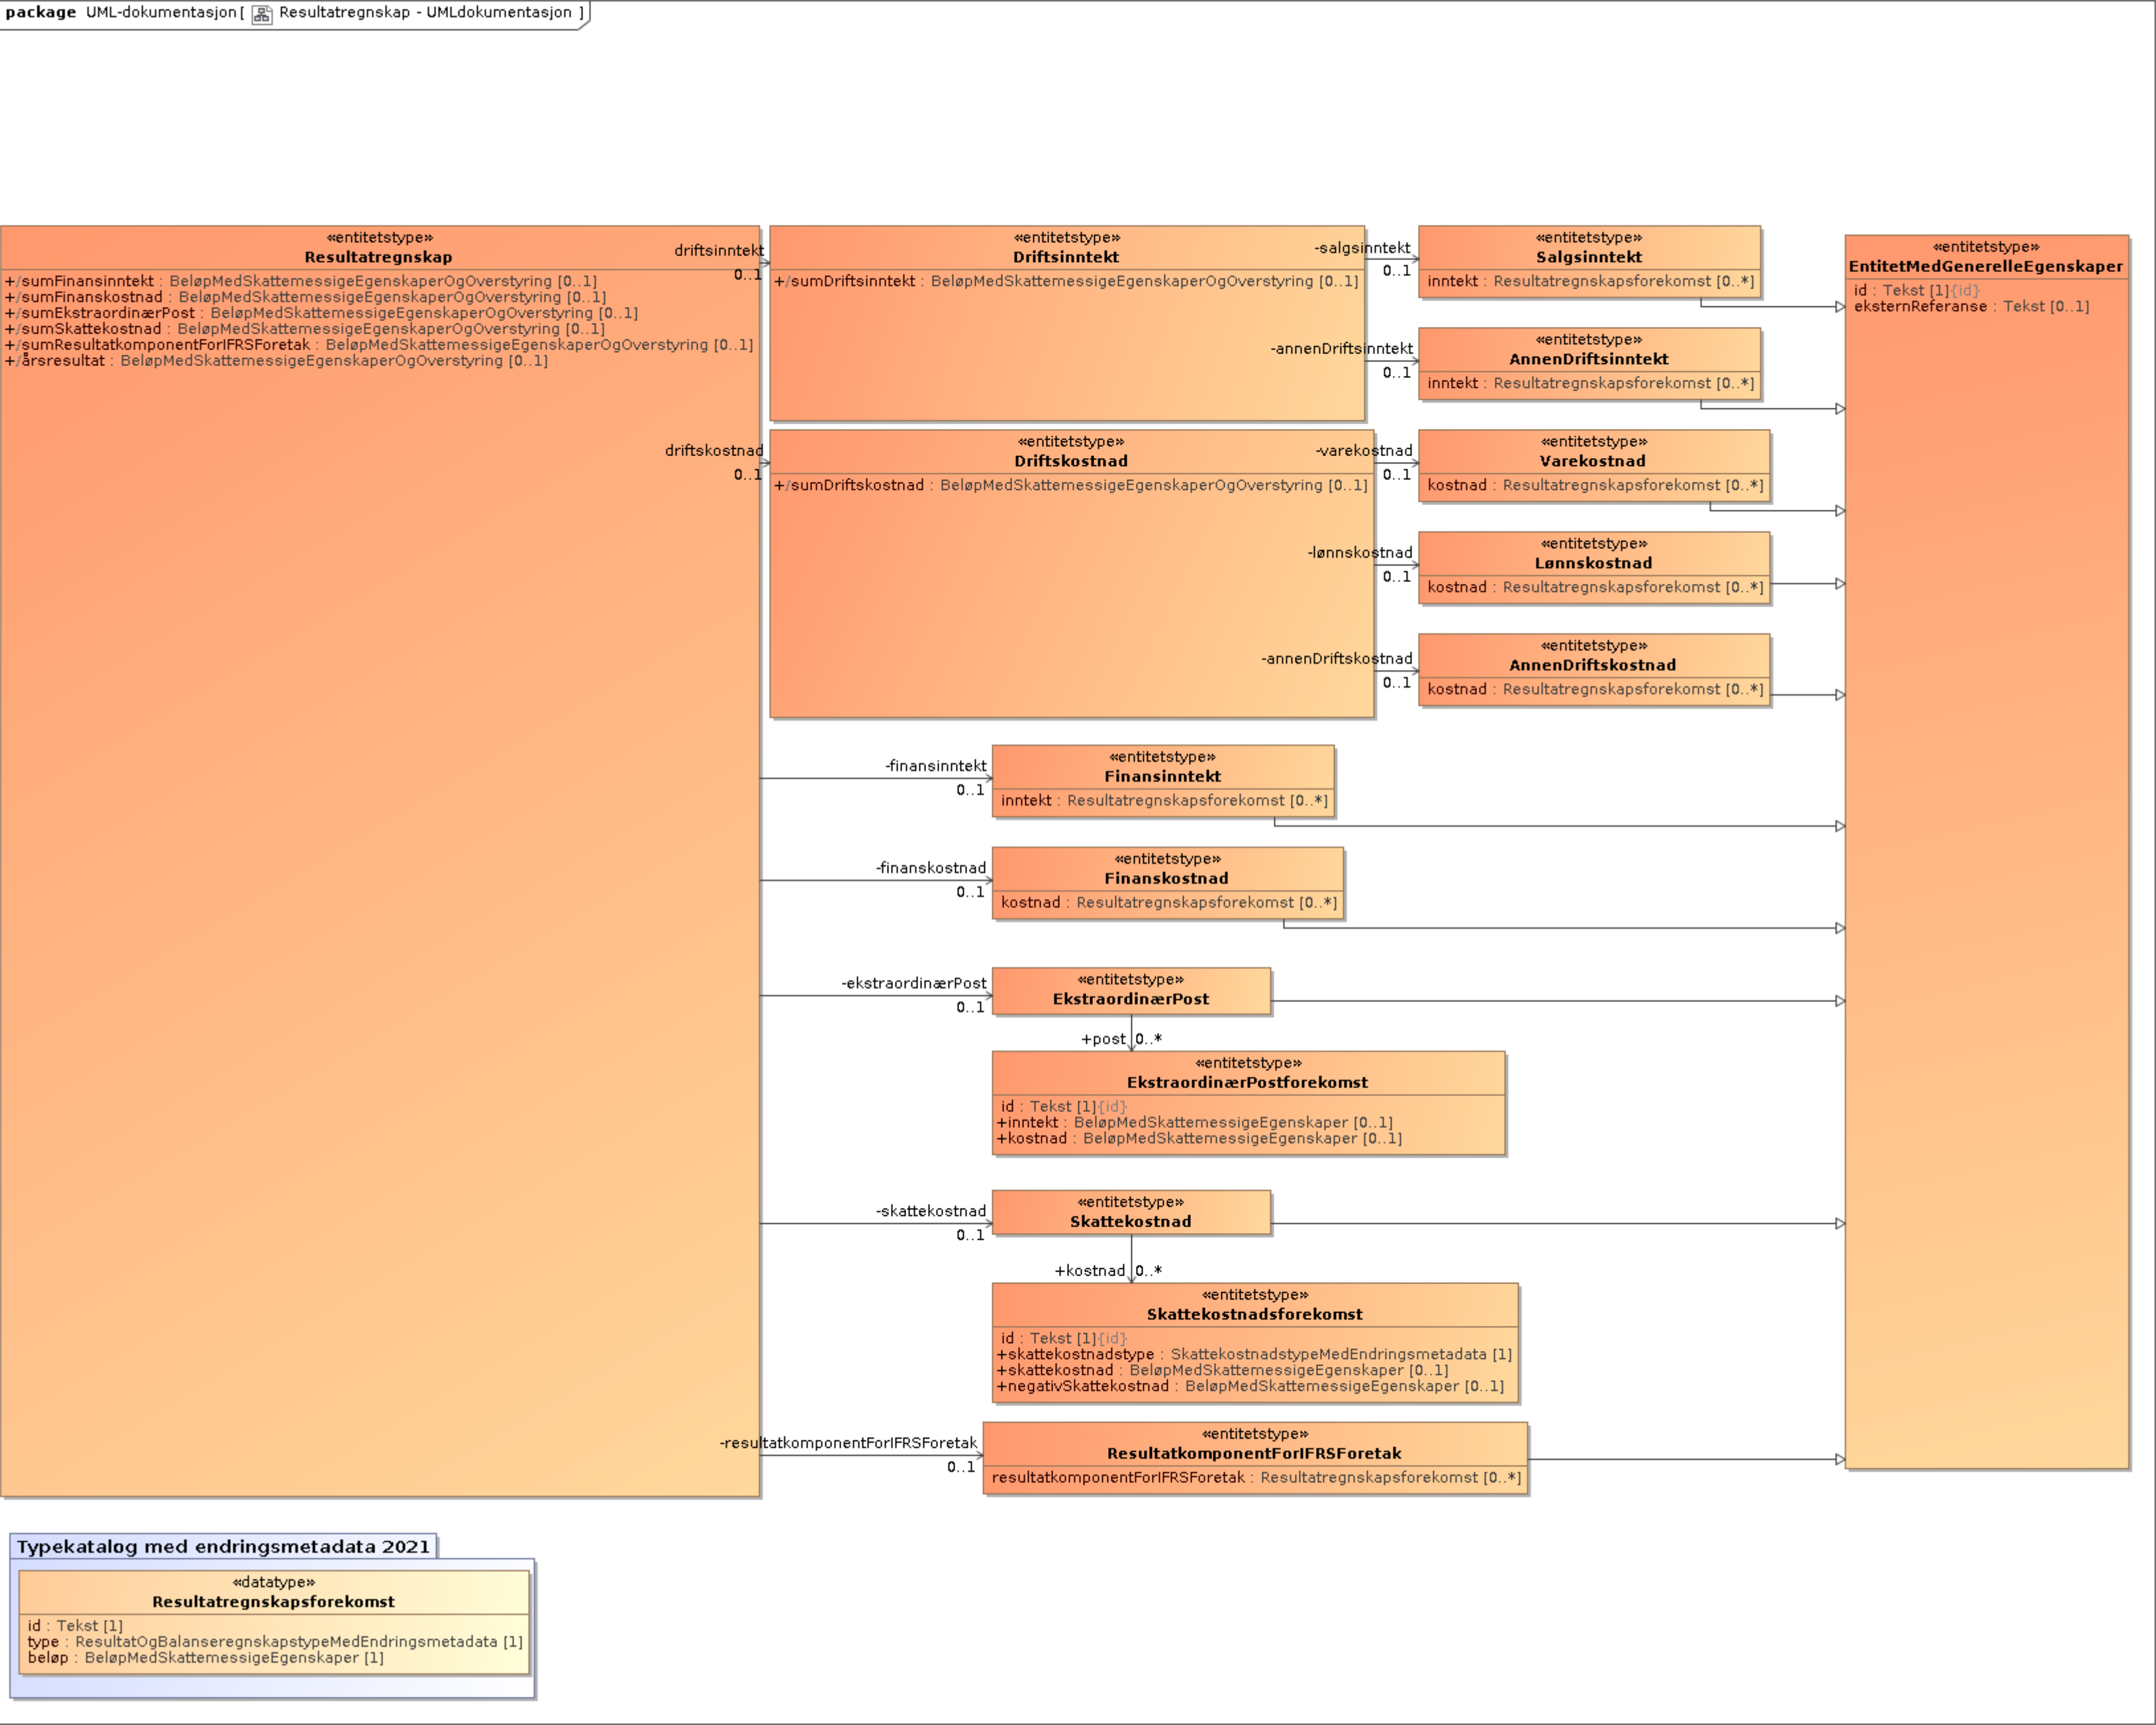 package UML-dokumentasjon[ Resultatregnskap - UMLdokumentasjon ]
«entitetstype»
Resultatregnskap
+/sumFinansinntekt : BeløpMedSkattemessigeEgenskaperOgOverstyring [0..1]
+/sumFinanskostnad : BeløpMedSkattemessigeEgenskaperOgOverstyring [0..1]
+/sumEkstraordinærPost : BeløpMedSkattemessigeEgenskaperOgOverstyring [0..1]
+/sumSkattekostnad : BeløpMedSkattemessigeEgenskaperOgOverstyring [0..1]
+/sumResultatkomponentForIFRSForetak : BeløpMedSkattemessigeEgenskaperOgOverstyring [0..1]
+/årsresultat : BeløpMedSkattemessigeEgenskaperOgOverstyring [0..1]
driftsinntekt
0..1
«entitetstype»
Driftsinntekt
+/sumDriftsinntekt : BeløpMedSkattemessigeEgenskaperOgOverstyring [0..1]
-salgsinntekt
0..1
«entitetstype»
Salgsinntekt
inntekt : Resultatregnskapsforekomst [0..*]
«entitetstype»
EntitetMedGenerelleEgenskaper
id : Tekst [1]{id}
eksternReferanse : Tekst [0..1]
-annenDriftsinntekt
0..1
«entitetstype»
AnnenDriftsinntekt
inntekt : Resultatregnskapsforekomst [0..*]
driftskostnad
0..1
«entitetstype»
Driftskostnad
+/sumDriftskostnad : BeløpMedSkattemessigeEgenskaperOgOverstyring [0..1]
-varekostnad
0..1
«entitetstype»
Varekostnad
kostnad : Resultatregnskapsforekomst [0..*]
-lønnskostnad
0..1
«entitetstype»
Lønnskostnad
kostnad : Resultatregnskapsforekomst [0..*]
-annenDriftskostnad
0..1
«entitetstype»
AnnenDriftskostnad
kostnad : Resultatregnskapsforekomst [0..*]
-finansinntekt
0..1
«entitetstype»
Finansinntekt
inntekt : Resultatregnskapsforekomst [0..*]
-finanskostnad
0..1
«entitetstype»
Finanskostnad
kostnad : Resultatregnskapsforekomst [0..*]
-ekstraordinærPost
0..1
«entitetstype»
EkstraordinærPost
+post 0..*
«entitetstype»
EkstraordinærPostforekomst
id : Tekst [1]{id}
+inntekt : BeløpMedSkattemessigeEgenskaper [0..1]
+kostnad : BeløpMedSkattemessigeEgenskaper [0..1]
-skattekostnad
0..1
«entitetstype»
Skattekostnad
+kostnad 0..*
«entitetstype»
Skattekostnadsforekomst
id : Tekst [1]{id}
+skattekostnadstype : SkattekostnadstypeMedEndringsmetadata [1]
+skattekostnad : BeløpMedSkattemessigeEgenskaper [0..1]
+negativSkattekostnad : BeløpMedSkattemessigeEgenskaper [0..1]
-resultatkomponentForIFRSForetak
0..1
«entitetstype»
ResultatkomponentForIFRSForetak
resultatkomponentForIFRSForetak : Resultatregnskapsforekomst [0..*]
Typekatalog med endringsmetadata 2021
«datatype»
Resultatregnskapsforekomst
id : Tekst [1]
type : ResultatOgBalanseregnskapstypeMedEndringsmetadata [1]
beløp : BeløpMedSkattemessigeEgenskaper [1]